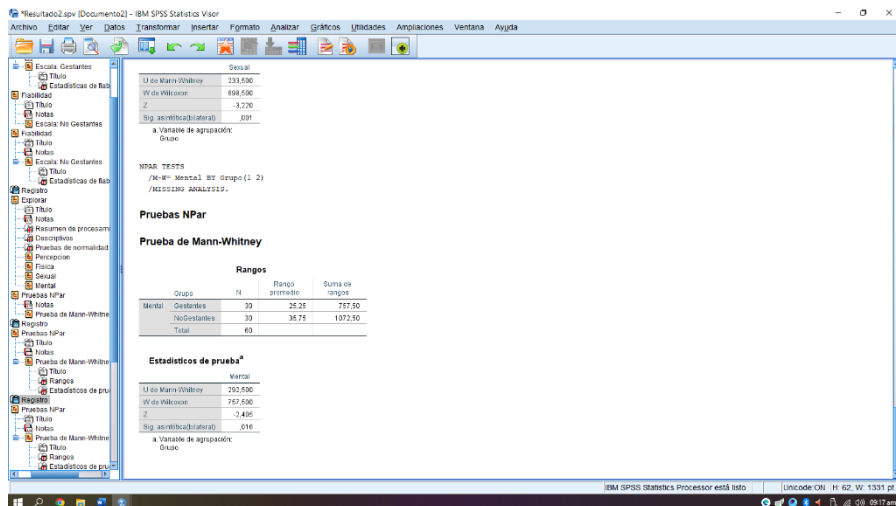 *Resultado2.spv [Documento2] - IBM SPSS Statistics Visor
Archivo Editar Ver Datos Transformar Insertar Formato Analizar Gráficos Utilidades Ampliaciones Ventana Ayuda
Escala: Gestantes
Título
Estadísticas de fiab
Fiabilidad
Título
Notas
Escala: No Gestantes
Fiabilidad
Título
Notas
Escala: No Gestantes
Título
Estadísticas de fiab
Registro
Explorar
Título
Notas
Resumen de procesami
Descriptivos
Pruebas de normalidad
Percepcion
Fisica
Sexual
Mental
Pruebas NPar
Notas
Prueba de Mann-Whitne
Registro
Pruebas NPar
Título
Notas
Prueba de Mann-Whitne
Título
Rangos
Estadísticos de pru
Registro
Pruebas NPar
Título
Notas
Prueba de Mann-Whitne
Título
Rangos
Estadísticos de pru
Sexual
U de Mann-Whitney 233,500
W de Wilcoxon 698,500
Z -3,220
Sig. asintótica(bilateral) ,001
a. Variable de agrupación:
Grupo
NPAR TESTS
/M-W= Mental BY Grupo(1 2)
/MISSING ANALYSIS.
Pruebas NPar
Prueba de Mann-Whitney
Rangos
Grupo N Rango promedio Suma de rangos
Mental Gestantes 30 25,25 757,50
NoGestantes 30 35,75 1072,50
Total 60
Estadísticos de pruebaª
Mental
U de Mann-Whitney 292,500
W de Wilcoxon 757,500
Z -2,405
Sig. asintótica(bilateral) ,016
a. Variable de agrupación:
Grupo
IBM SPSS Statistics Processor está listo Unicode:ON H: 62, W: 1331 pt.
09:17 am